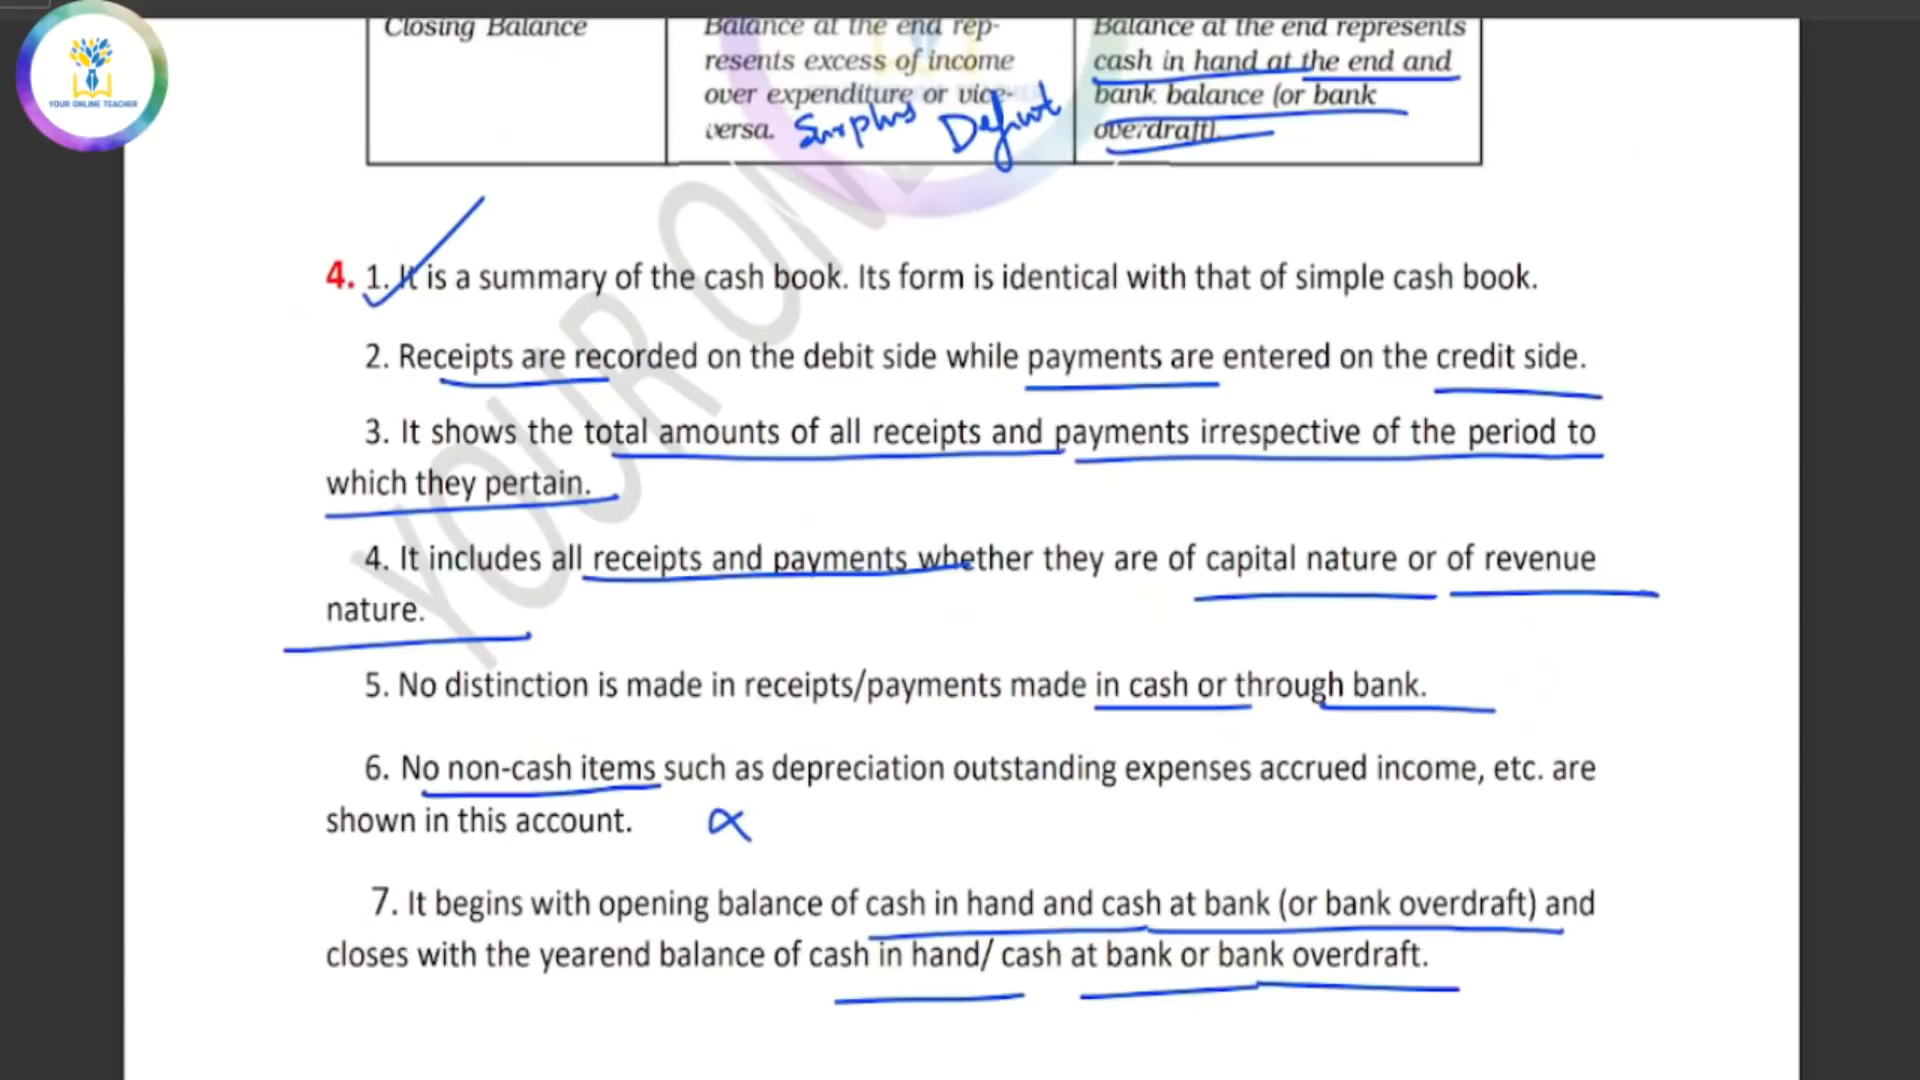 YOUR ONLINE TEACHER
Closing Balance
Balance at the end rep-
resents excess of income
over expenditure or vice-
versa. Surplus Deficit
Balance at the end represents
cash in hand at the end and
bank balance (or bank
overdraft).
YOUR ON
4. 1. It is a summary of the cash book. Its form is identical with that of simple cash book.
2. Receipts are recorded on the debit side while payments are entered on the credit side.
3. It shows the total amounts of all receipts and payments irrespective of the period to
which they pertain.
4. It includes all receipts and payments whether they are of capital nature or of revenue
nature.
5. No distinction is made in receipts/payments made in cash or through bank.
6. No non-cash items such as depreciation outstanding expenses accrued income, etc. are
shown in this account.
7. It begins with opening balance of cash in hand and cash at bank (or bank overdraft) and
closes with the yearend balance of cash in hand/ cash at bank or bank overdraft.